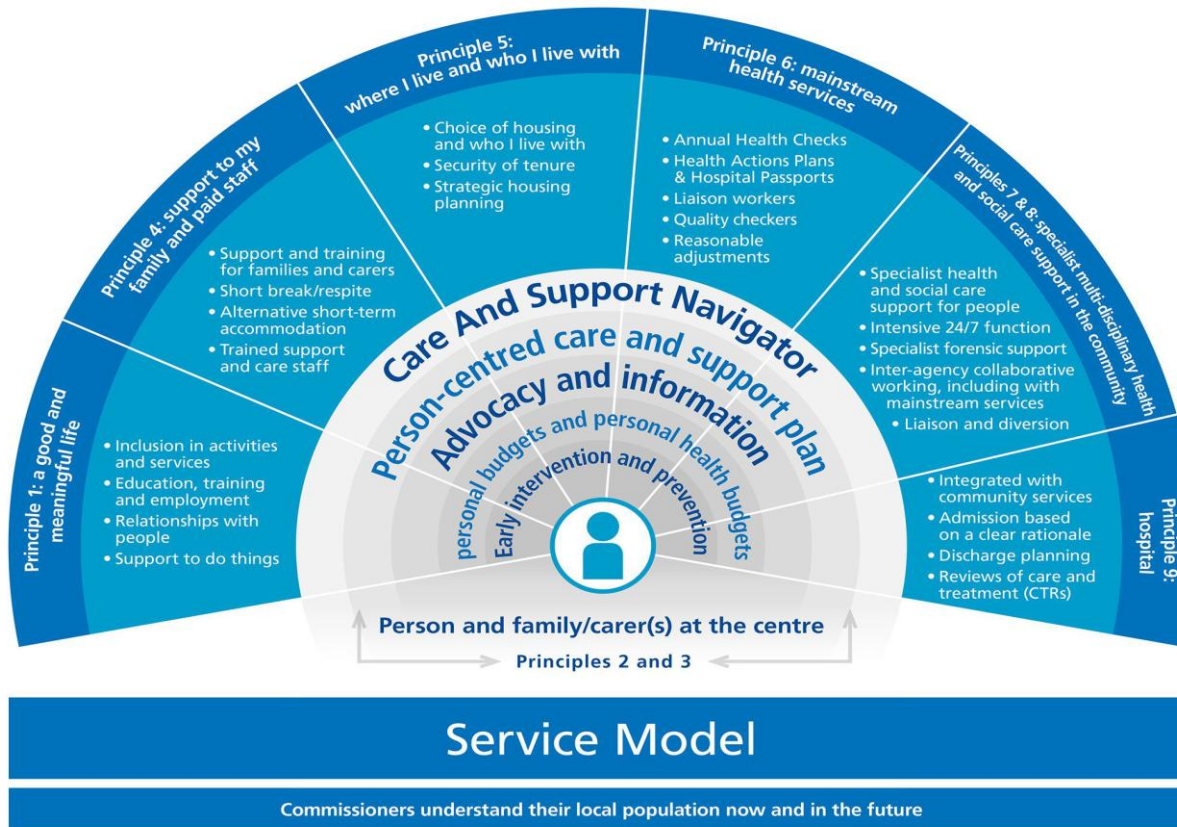 Principle 1: a good and
meaningful life
• Inclusion in activities
and services
• Education, training
and employment
• Relationships with
people
• Support to do things
Principle 4: support to my
family and paid staff
• Support and training
for families and carers
• Short break/respite
• Alternative short-term
accommodation
• Trained support
and care staff
Principle 5:
where I live and who I live with
• Choice of housing
and who I live with
• Security of tenure
• Strategic housing
planning
Principle 6: mainstream
health services
• Annual Health Checks
• Health Actions Plans
& Hospital Passports
• Liaison workers
• Quality checkers
• Reasonable
adjustments
Principles 7 & 8: specialist multi-disciplinary health
and social care support in the community
• Specialist health
and social care
support for people
• Intensive 24/7 function
• Specialist forensic support
• Inter-agency collaborative
working, including with
mainstream services
• Liaison and diversion
Principle 9:
hospital
• Integrated with
community services
• Admission based
on a clear rationale
• Discharge planning
• Reviews of care and
treatment (CTRs)
Care And Support Navigator
Person-centred care and support plan
Advocacy and information
personal budgets and personal health budgets
Early intervention and prevention
Person and family/carer(s) at the centre
Principles 2 and 3
Service Model
Commissioners understand their local population now and in the future